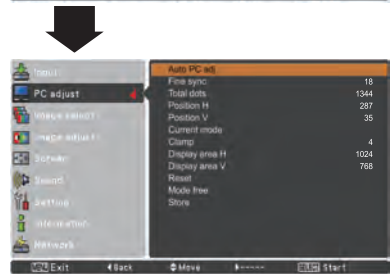 Input
PC adjust
Image select
Image adjust
Screen
Sound
Setting
Information
Network
Auto PC adj.
Fine sync. 18
Total dots 1344
Position H 287
Position V 35
Current mode
Clamp 4
Display area H 1024
Display area V 768
Reset
Mode free
Store
MENU Exit
Back
Move
-----
Start